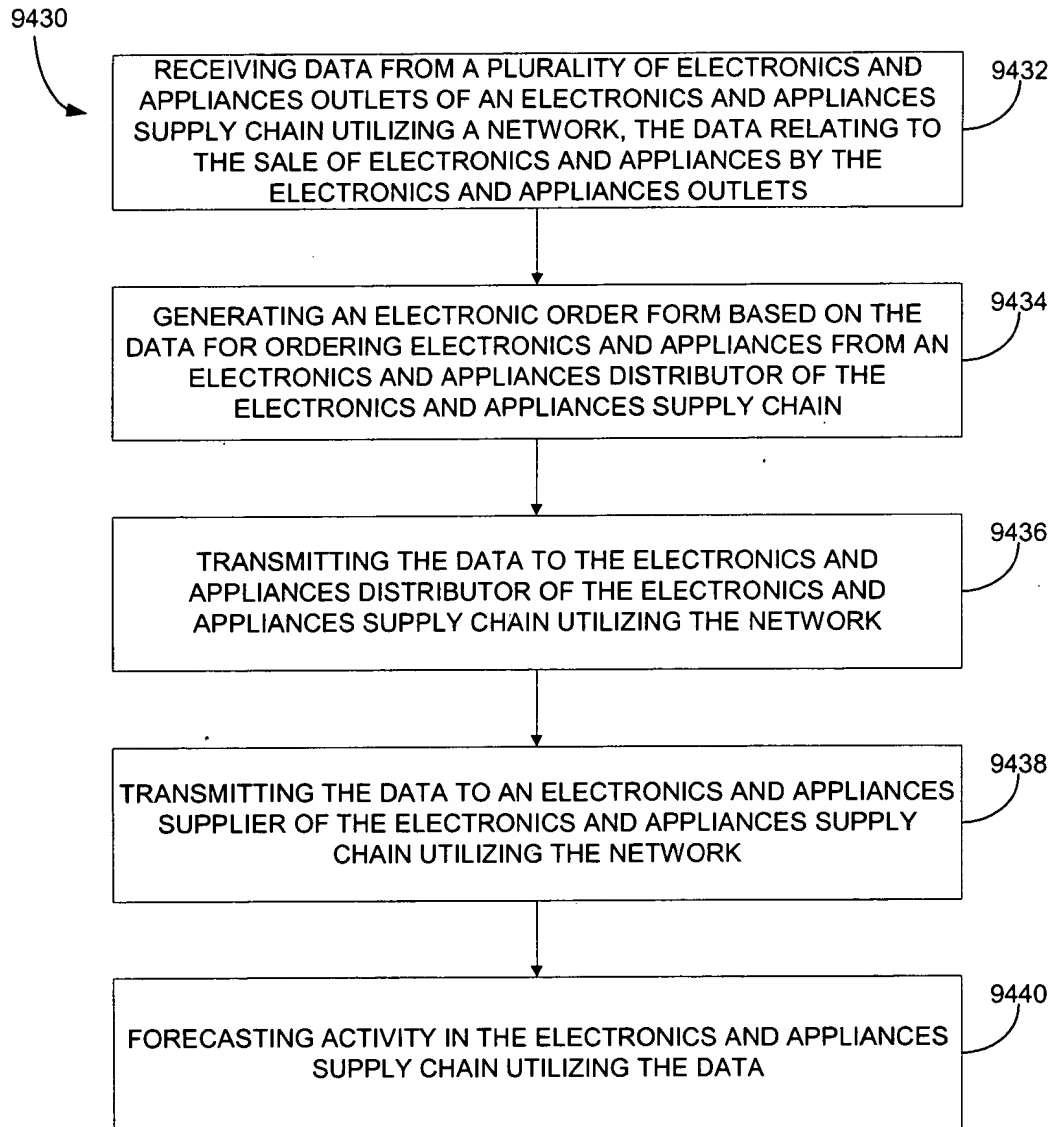 9430
RECEIVING DATA FROM A PLURALITY OF ELECTRONICS AND
APPLIANCES OUTLETS OF AN ELECTRONICS AND APPLIANCES
SUPPLY CHAIN UTILIZING A NETWORK, THE DATA RELATING TO
THE SALE OF ELECTRONICS AND APPLIANCES BY THE
ELECTRONICS AND APPLIANCES OUTLETS
9432
GENERATING AN ELECTRONIC ORDER FORM BASED ON THE
DATA FOR ORDERING ELECTRONICS AND APPLIANCES FROM AN
ELECTRONICS AND APPLIANCES DISTRIBUTOR OF THE
ELECTRONICS AND APPLIANCES SUPPLY CHAIN
9434
TRANSMITTING THE DATA TO THE ELECTRONICS AND
APPLIANCES DISTRIBUTOR OF THE ELECTRONICS AND
APPLIANCES SUPPLY CHAIN UTILIZING THE NETWORK
9436
TRANSMITTING THE DATA TO AN ELECTRONICS AND APPLIANCES
SUPPLIER OF THE ELECTRONICS AND APPLIANCES SUPPLY
CHAIN UTILIZING THE NETWORK
9438
FORECASTING ACTIVITY IN THE ELECTRONICS AND APPLIANCES
SUPPLY CHAIN UTILIZING THE DATA
9440